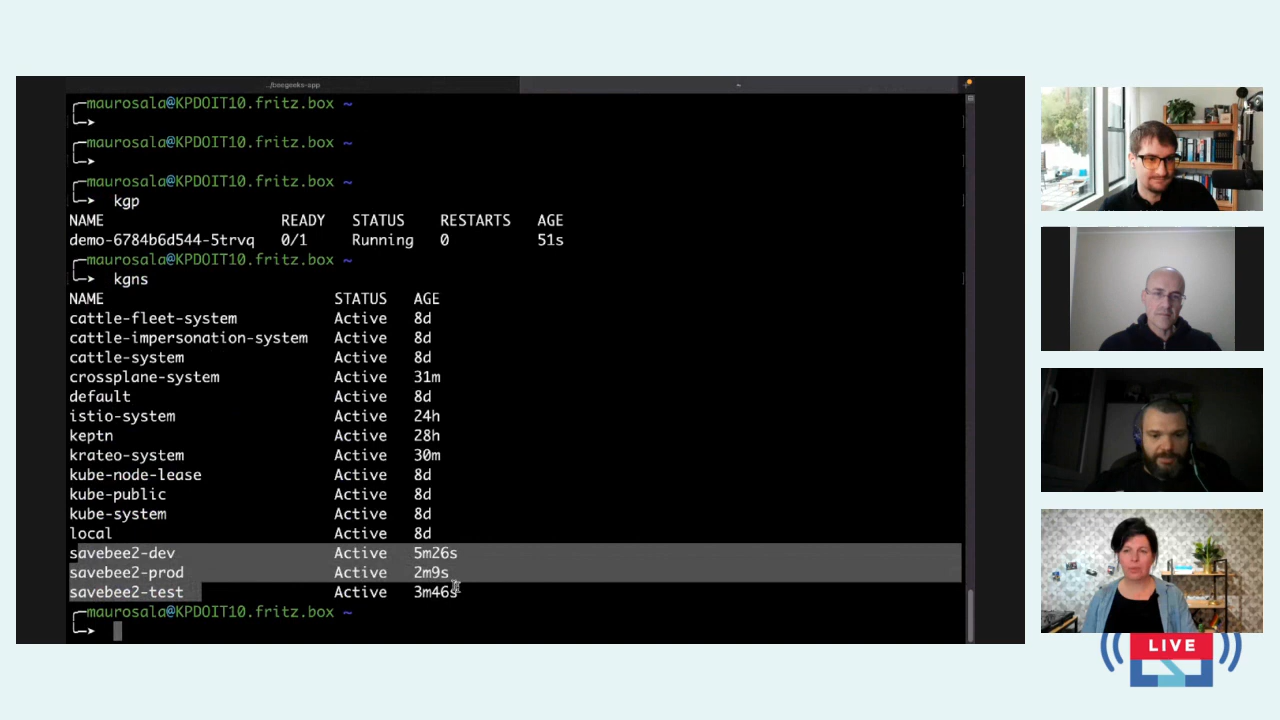 ../beegeeks-app
maurosala@KPDOIT10.fritz.box ~
maurosala@KPDOIT10.fritz.box ~
maurosala@KPDOIT10.fritz.box ~
kgp
NAME READY STATUS RESTARTS AGE
demo-6784b6d544-5trvq 0/1 Running 0 51s
maurosala@KPDOIT10.fritz.box ~
kgns
NAME STATUS AGE
cattle-fleet-system Active 8d
cattle-impersonation-system Active 8d
cattle-system Active 8d
crossplane-system Active 31m
default Active 8d
istio-system Active 24h
keptn Active 28h
krateo-system Active 30m
kube-node-lease Active 8d
kube-public Active 8d
kube-system Active 8d
local Active 8d
savebee2-dev Active 5m26s
savebee2-prod Active 2m9s
savebee2-test Active 3m46s
maurosala@KPDOIT10.fritz.box ~
LIVE